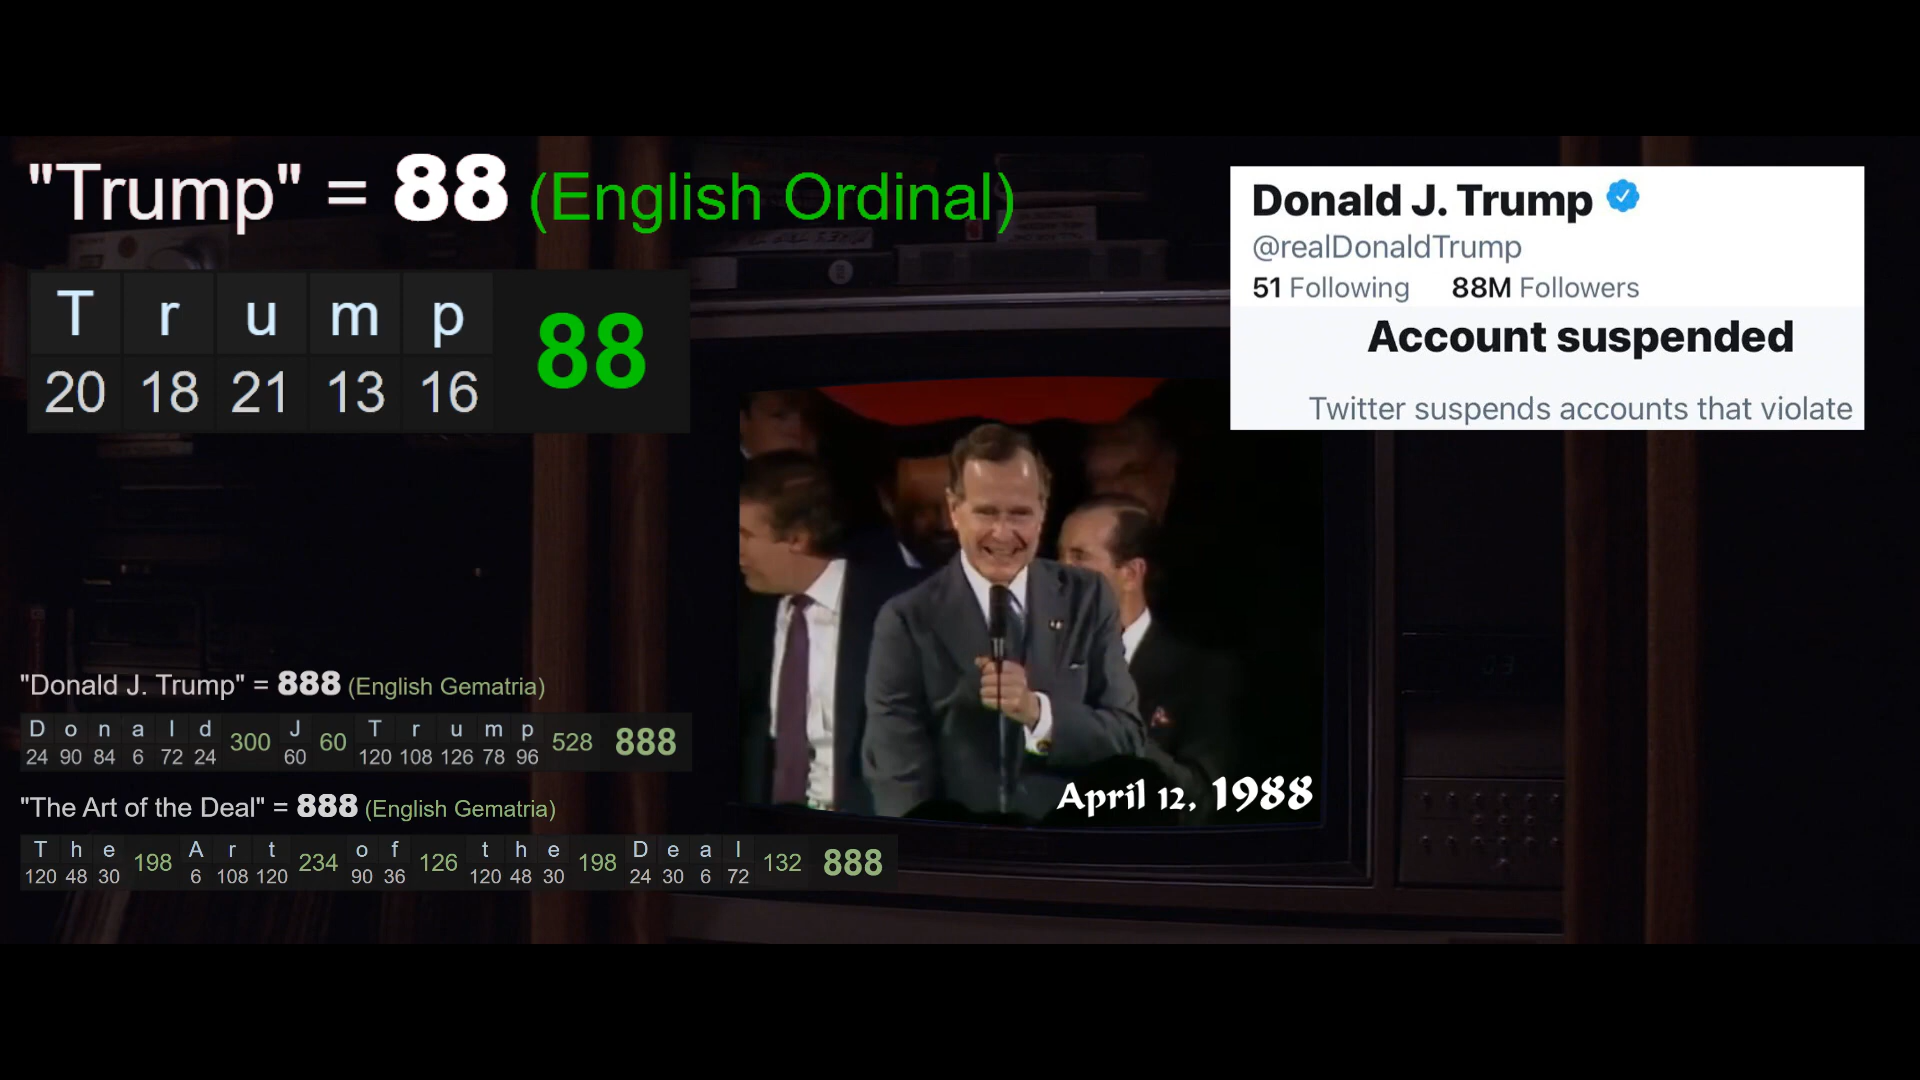 "Trump" = 88 (English Ordinal)
T r u m p 88
20 18 21 13 16
Donald J. Trump
@realDonaldTrump
51 Following 88M Followers
Account suspended
Twitter suspends accounts that violate
"Donald J. Trump" = 888 (English Gematria)
D o n a l d 300 J 60 T r u m p 528 888
24 90 84 6 72 24 60 120 108 126 78 96
"The Art of the Deal" = 888 (English Gematria)
T h e 198 A r t 234 o f 126 t h e 198 D e a l 132 888
120 48 30 6 108 120 90 36 120 48 30 24 30 6 72
April 12, 1988